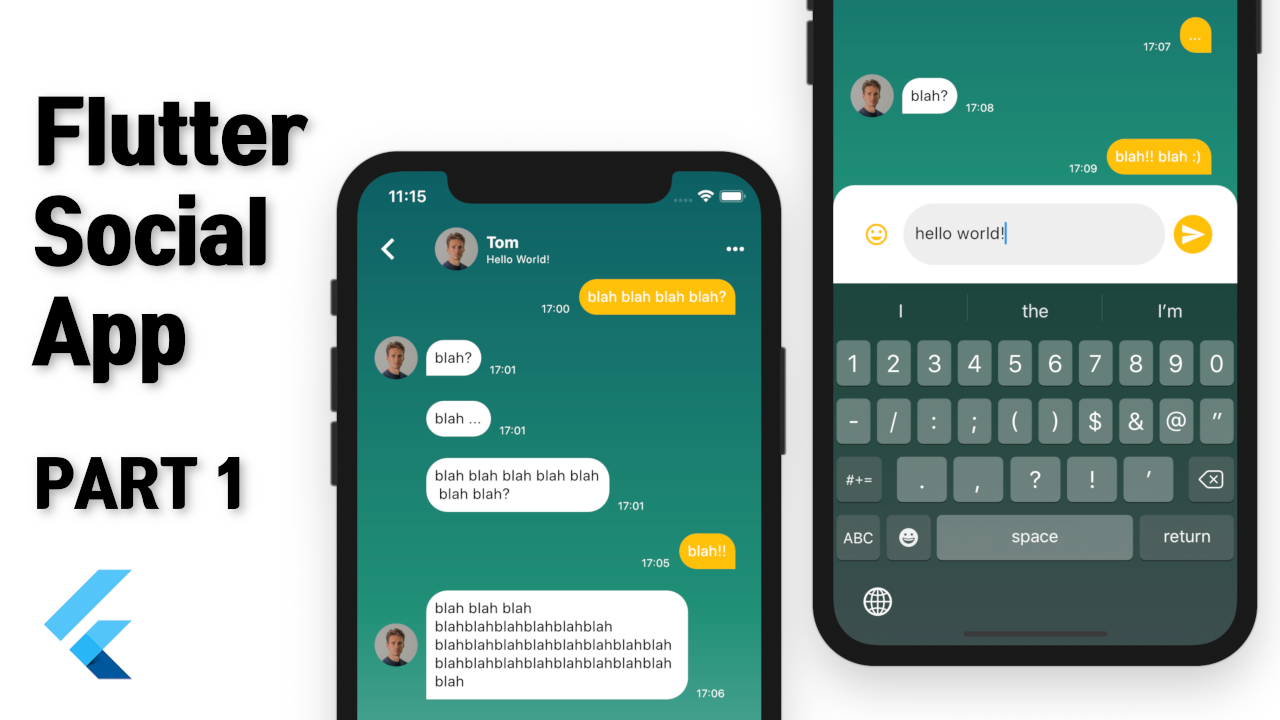 Flutter
Social
App
PART 1
11:15
Tom
Hello World!
blah blah blah blah?
17:00
blah?
17:01
blah ...
17:01
blah blah blah blah blah
blah blah?
17:01
blah!!
17:05
blah blah blah
blahblahblahblahblahblah
blahblahblahblahblahblahblahblah
blahblahblahblahblahblahblahblah
blah
17:06
...
17:07
blah?
17:08
blah!! blah :)
17:09
hello world!
I the I’m
1 2 3 4 5 6 7 8 9 0
- / : ; ( ) $ & @ ”
#+= . , ? ! ’
ABC space return